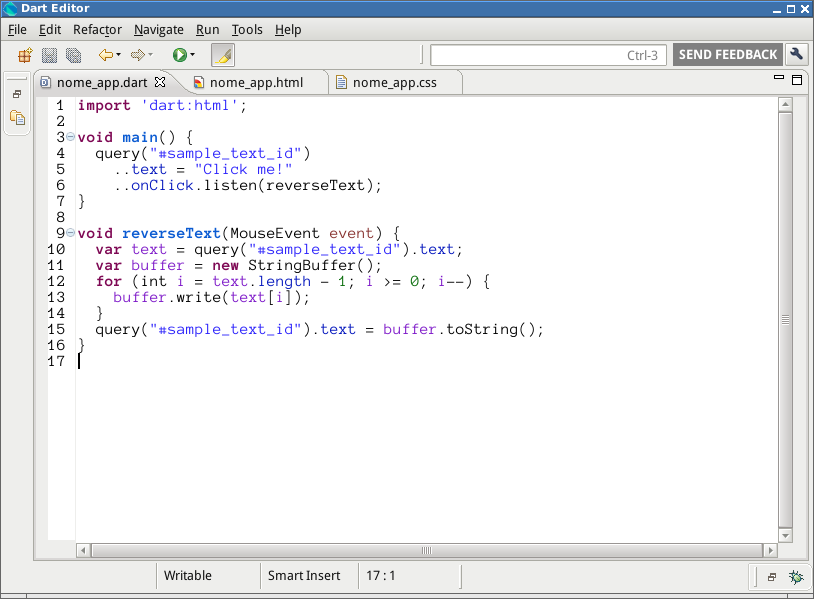 Dart Editor
File Edit Refactor Navigate Run Tools Help
Ctrl-3 SEND FEEDBACK
nome_app.dart nome_app.html nome_app.css
1 import 'dart:html';
2
3 void main() {
4   query("#sample_text_id")
5     ..text = "Click me!"
6     ..onClick.listen(reverseText);
7 }
8
9 void reverseText(MouseEvent event) {
10   var text = query("#sample_text_id").text;
11   var buffer = new StringBuffer();
12   for (int i = text.length - 1; i >= 0; i--) {
13     buffer.write(text[i]);
14   }
15   query("#sample_text_id").text = buffer.toString();
16 }
17
Writable Smart Insert 17 : 1